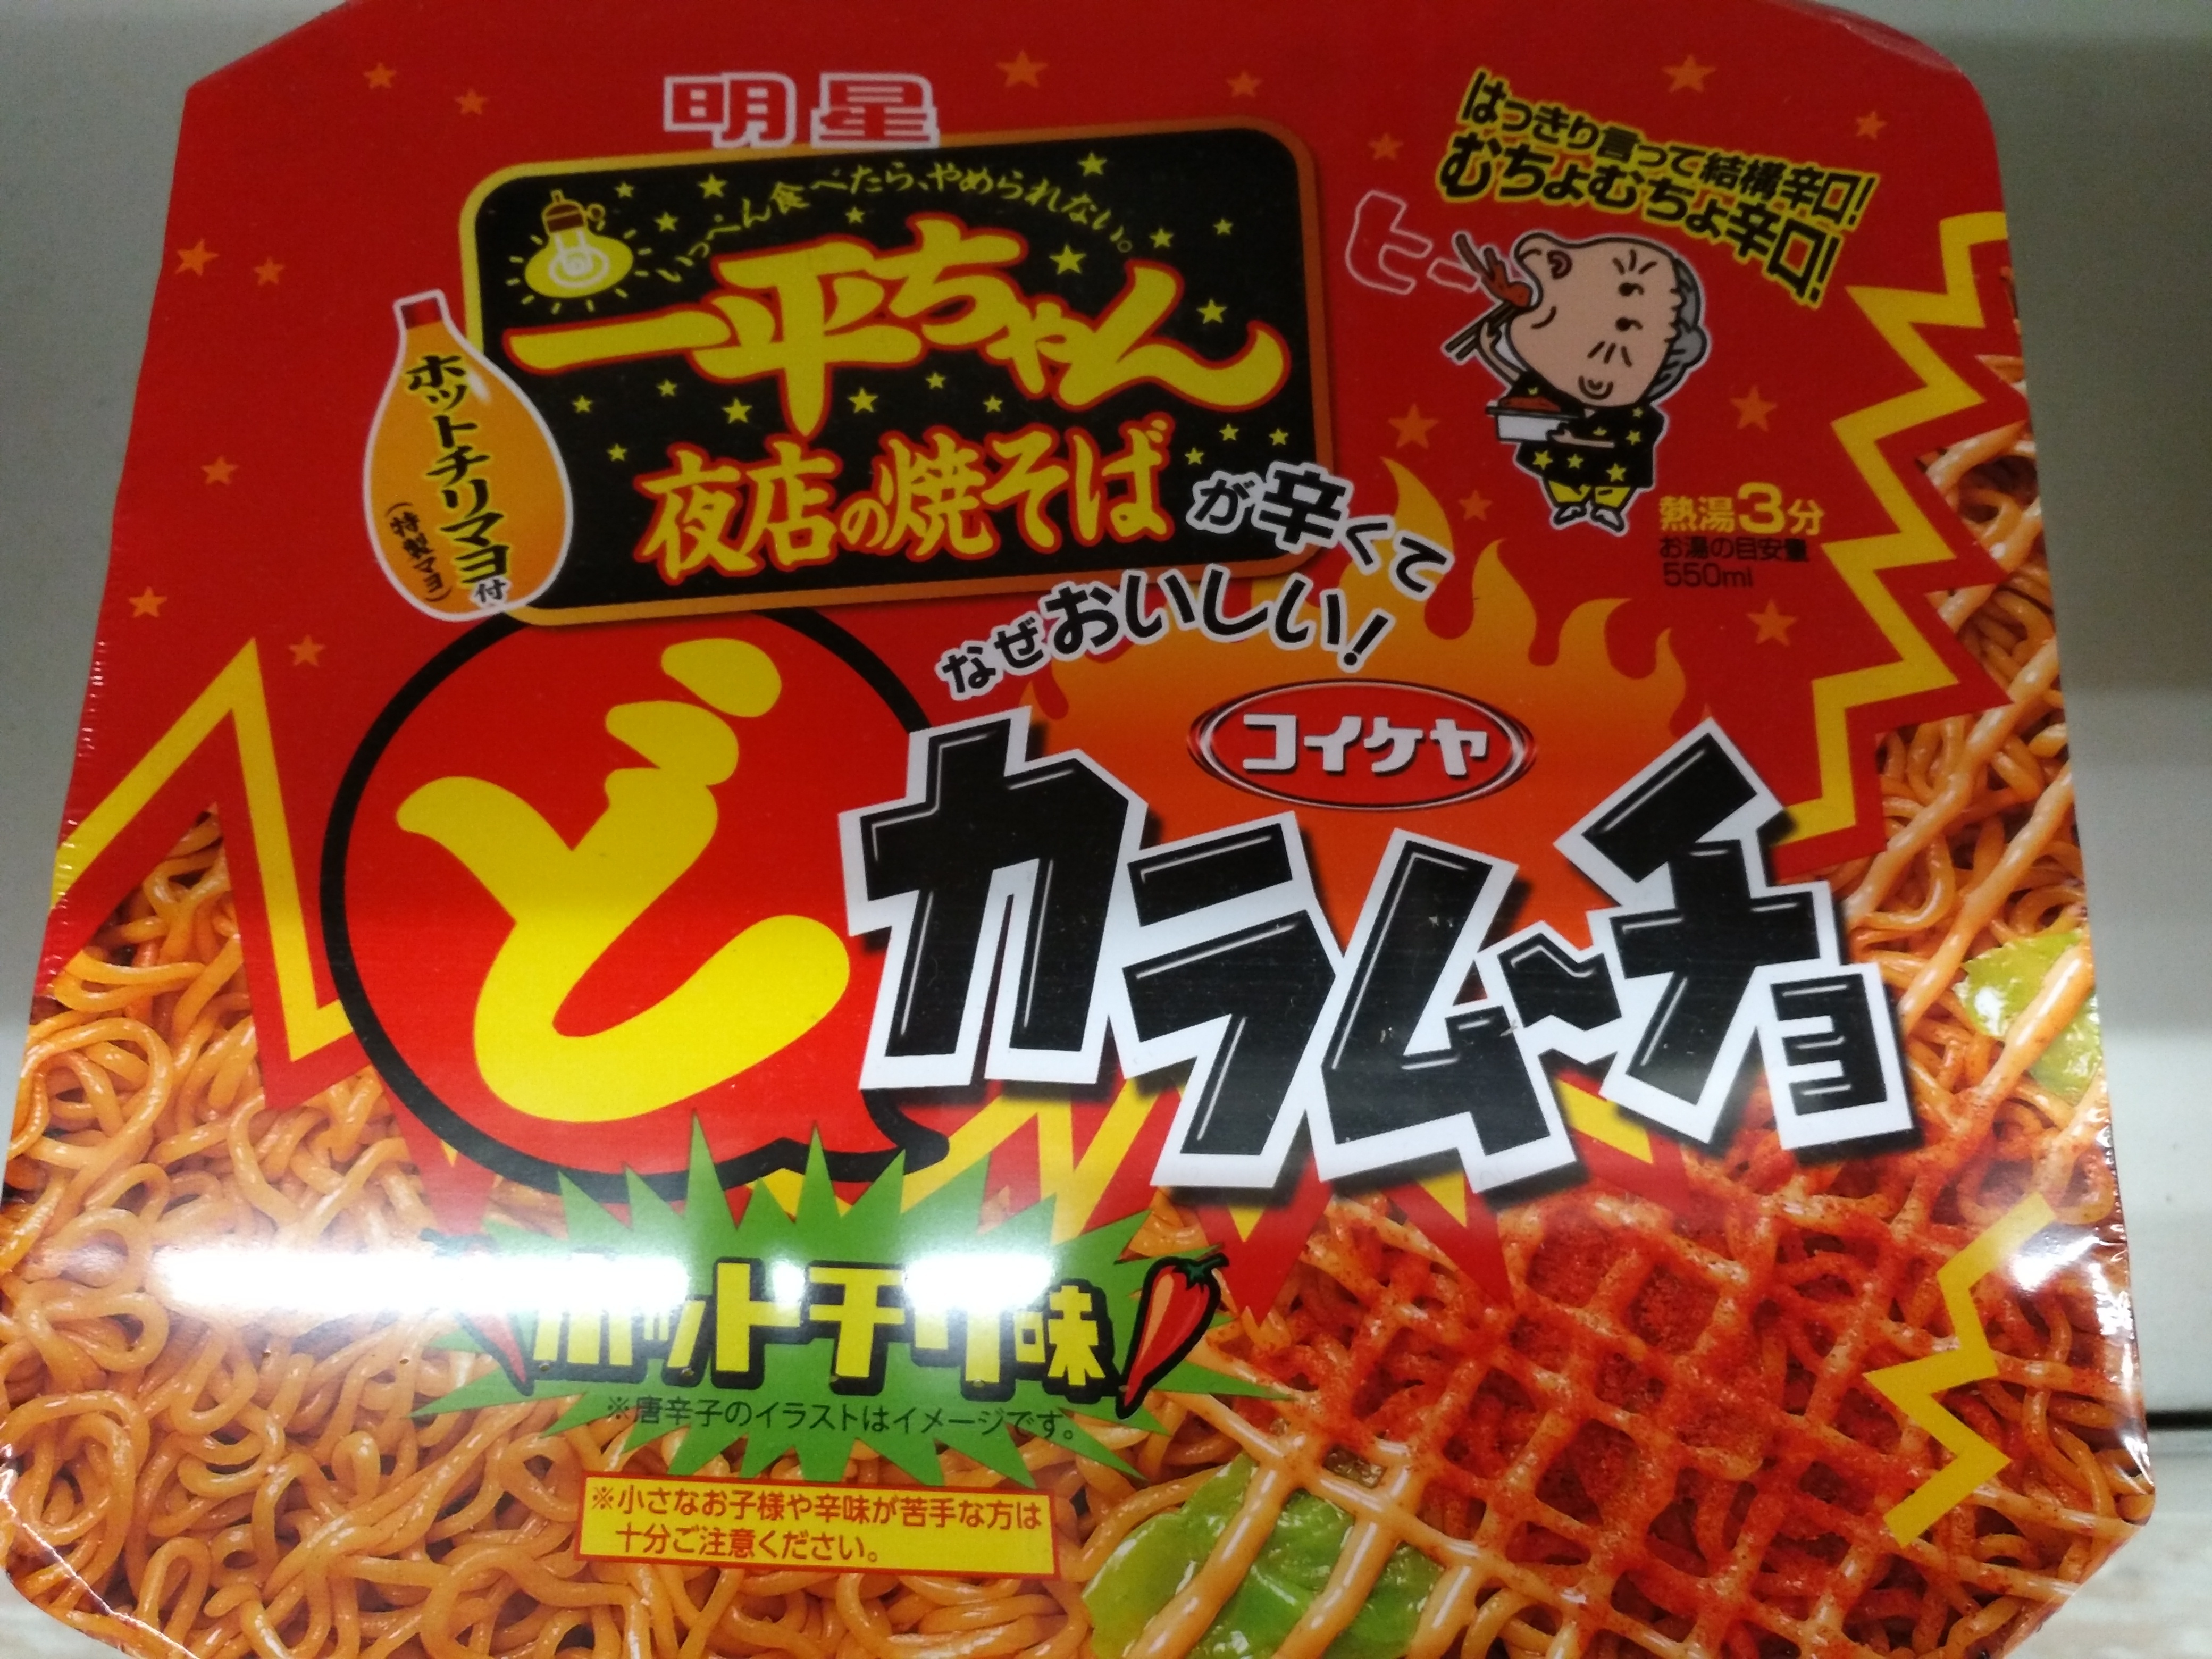 明星
いっぺん食べたら、やめられない。
一平ちゃん
夜店の焼そば
ホットチリマヨ付
(特製マヨ)
はっきり言って結構辛口!
むちょむちょ辛口!
ヒー
熱湯3分
お湯の目安量
550ml
が辛くて
なぜおいしい!
コイケヤ
ど
カラムーチョ
ホットチリ味
※唐辛子のイラストはイメージです。
※小さなお子様や辛味が苦手な方は
十分ご注意ください。